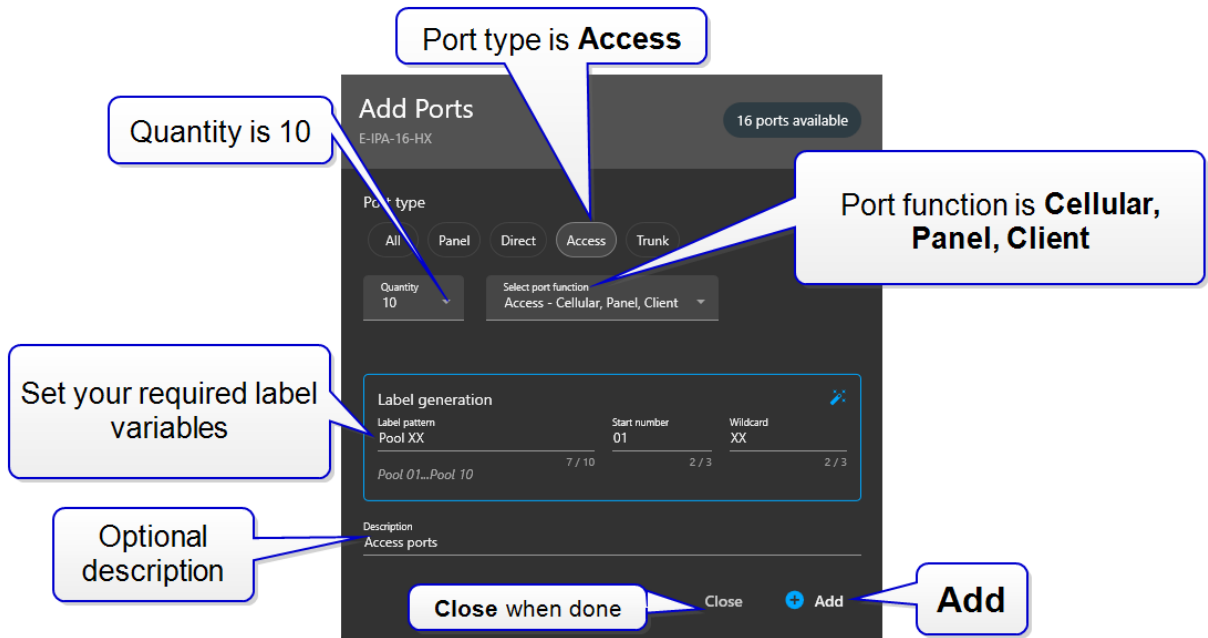 Port type is Access
Quantity is 10
Add Ports
E-IPA-16-HX
16 ports available
Port function is Cellular,
Panel, Client
Port type
All
Panel
Direct
Access
Trunk
Quantity
10
Select port function
Access - Cellular, Panel, Client
Set your required label
variables
Label generation
Label pattern
Pool XX
7 / 10
Start number
01
2 / 3
Wildcard
XX
2 / 3
Pool 01...Pool 10
Optional
description
Description
Access ports
Close when done
Close
Add
Add